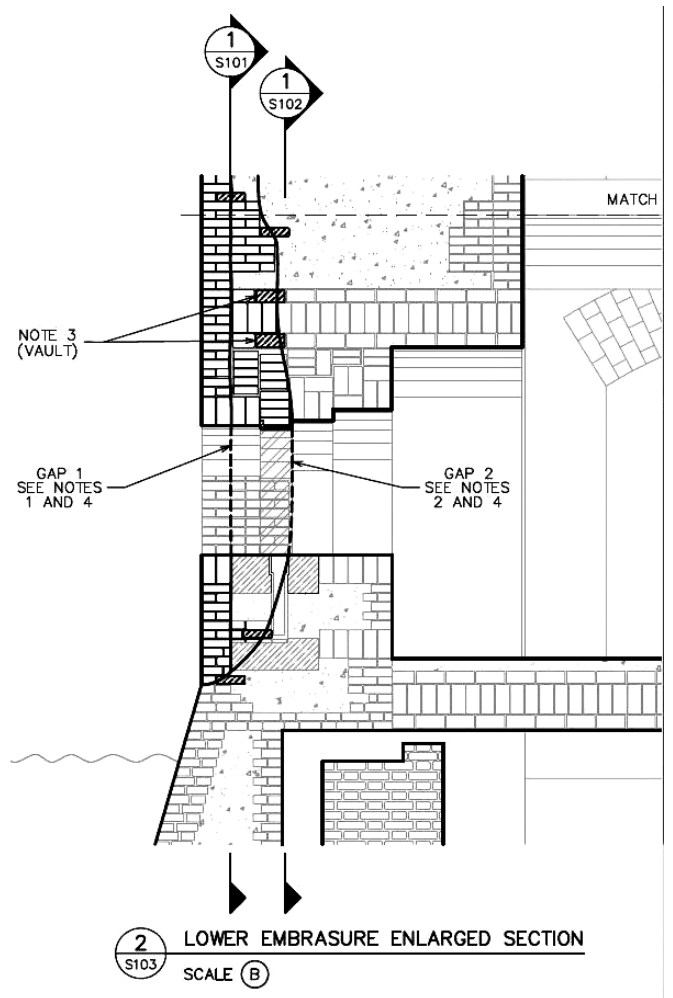 1
S101
1
S102
MATCH
NOTE 3
(VAULT)
GAP 1
SEE NOTES
1 AND 4
GAP 2
SEE NOTES
2 AND 4
2
S103
LOWER EMBRASURE ENLARGED SECTION
SCALE B